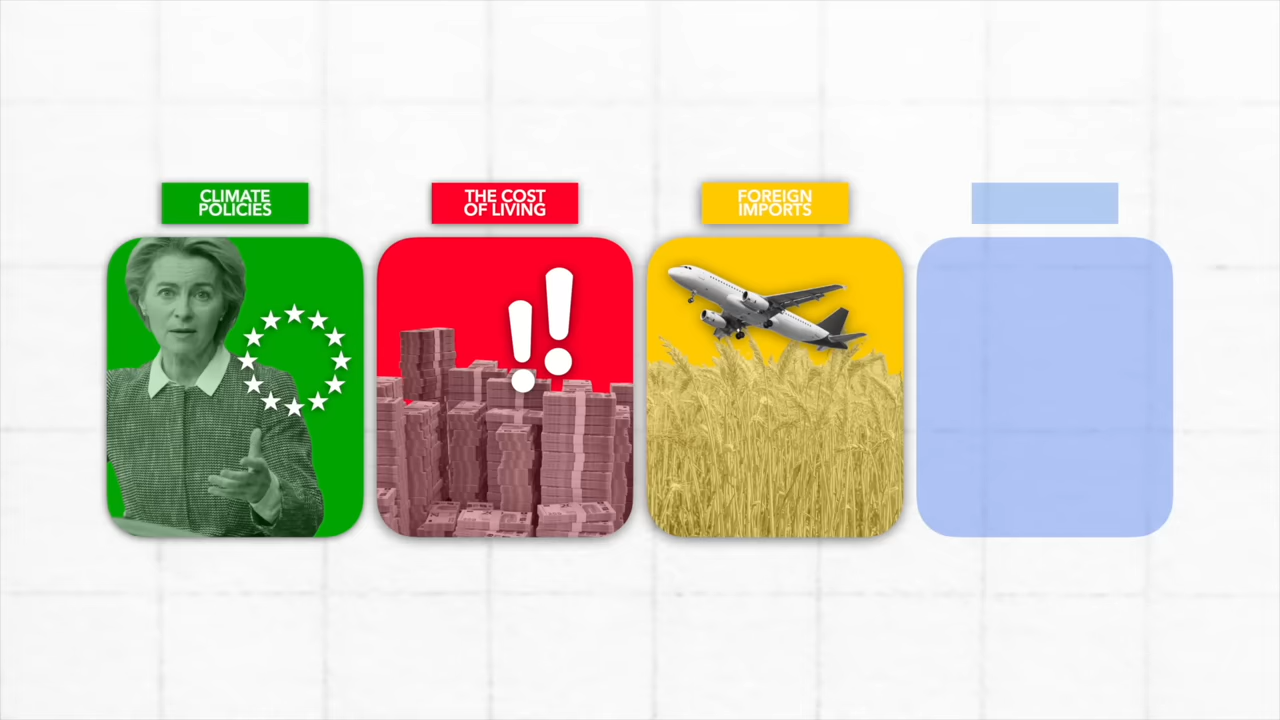 CLIMATE
POLICIES
THE COST
OF LIVING
FOREIGN
IMPORTS